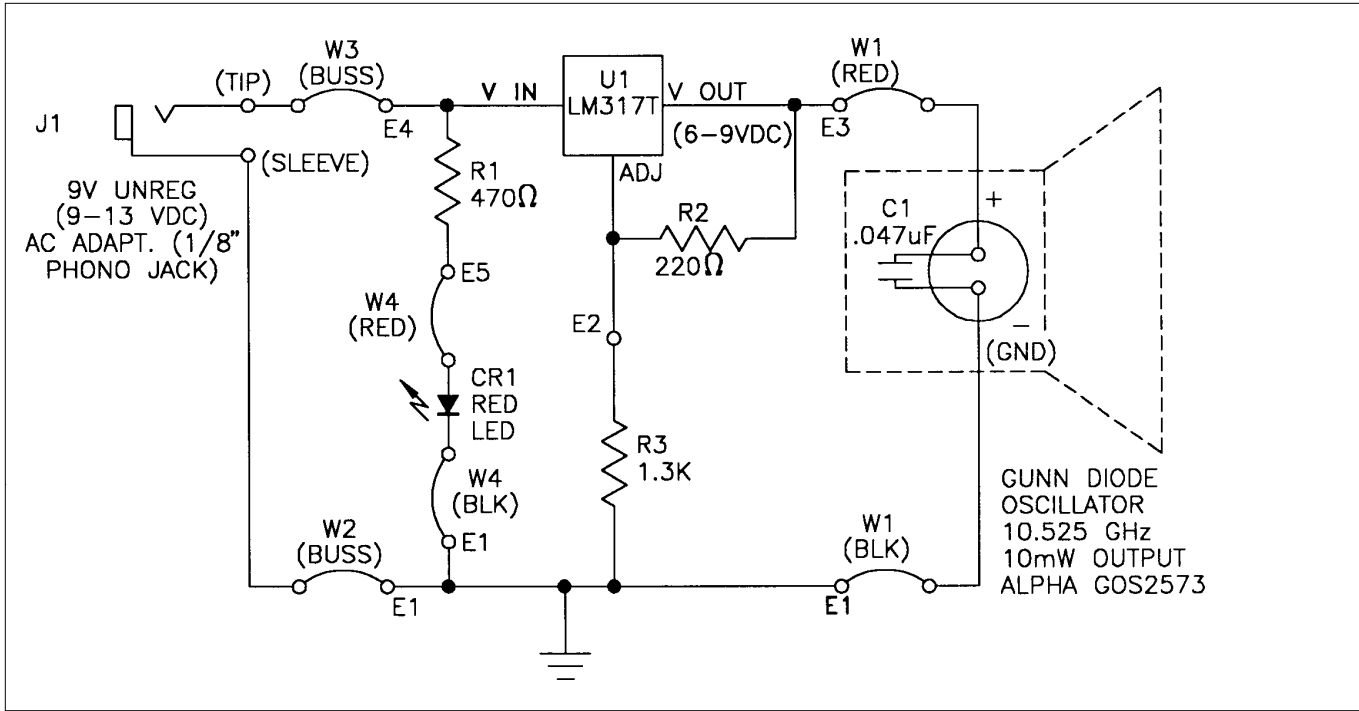 J1
(TIP)
W3
(BUSS)
E4
(SLEEVE)
9V UNREG
(9-13 VDC)
AC ADAPT. (1/8"
PHONO JACK)
V IN
U1
LM317T
ADJ
V OUT
(6-9VDC)
E3
W1
(RED)
R1
470Ω
R2
220Ω
C1
.047uF
+
−
(GND)
E5
W4
(RED)
E2
CR1
RED
LED
W4
(BLK)
E1
R3
1.3K
W2
(BUSS)
E1
W1
(BLK)
E1
GUNN DIODE
OSCILLATOR
10.525 GHz
10mW OUTPUT
ALPHA GOS2573